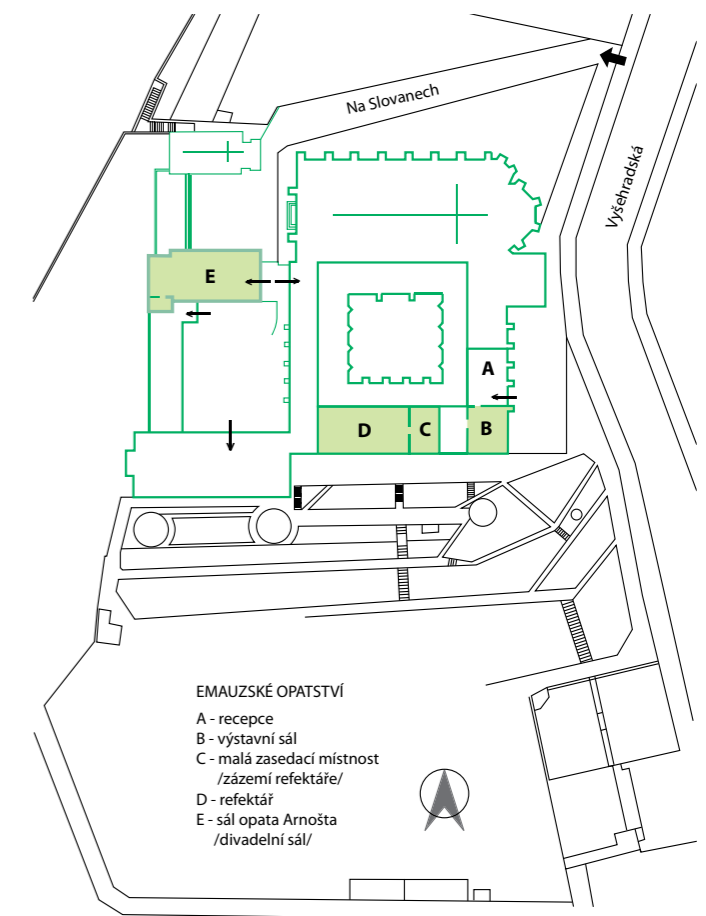 Na Slovanech
Vyšehradská
E
A
D
C
B
EMAUZSKÉ OPATSTVÍ
A - recepce
B - výstavní sál
C - malá zasedací místnost
/zázemí refektáře/
D - refektář
E - sál opata Arnošta
/divadelní sál/